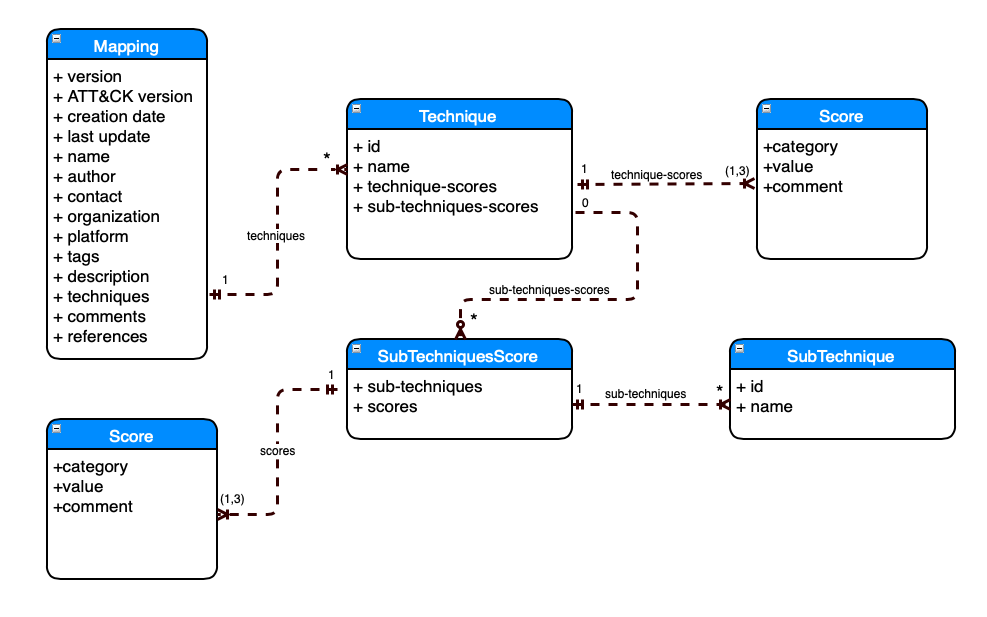 Mapping
+ version
+ ATT&CK version
+ creation date
+ last update
+ name
+ author
+ contact
+ organization
+ platform
+ tags
+ description
+ techniques
+ comments
+ references
1
techniques
*
Technique
+ id
+ name
+ technique-scores
+ sub-techniques-scores
1
technique-scores
(1,3)
Score
+category
+value
+comment
0
sub-techniques-scores
*
SubTechniquesScore
+ sub-techniques
+ scores
1
sub-techniques
*
SubTechnique
+ id
+ name
1
scores
(1,3)
Score
+category
+value
+comment